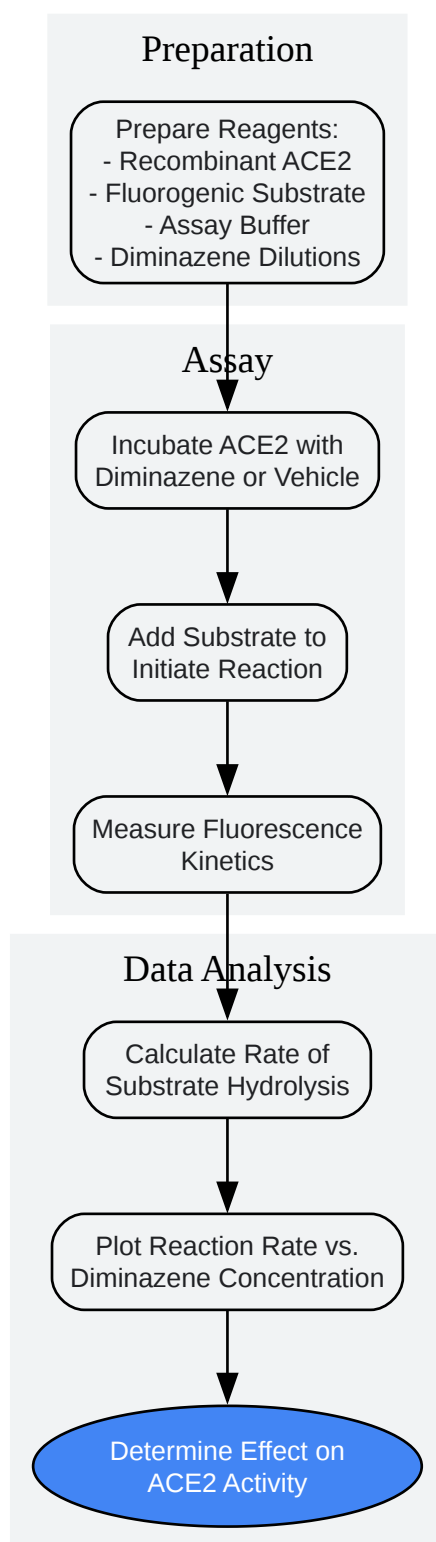 Preparation
Prepare Reagents:
- Recombinant ACE2
- Fluorogenic Substrate
- Assay Buffer
- Diminazene Dilutions
Assay
Incubate ACE2 with
Diminazene or Vehicle
Add Substrate to
Initiate Reaction
Measure Fluorescence
Kinetics
Data Analysis
Calculate Rate of
Substrate Hydrolysis
Plot Reaction Rate vs.
Diminazene Concentration
Determine Effect on
ACE2 Activity